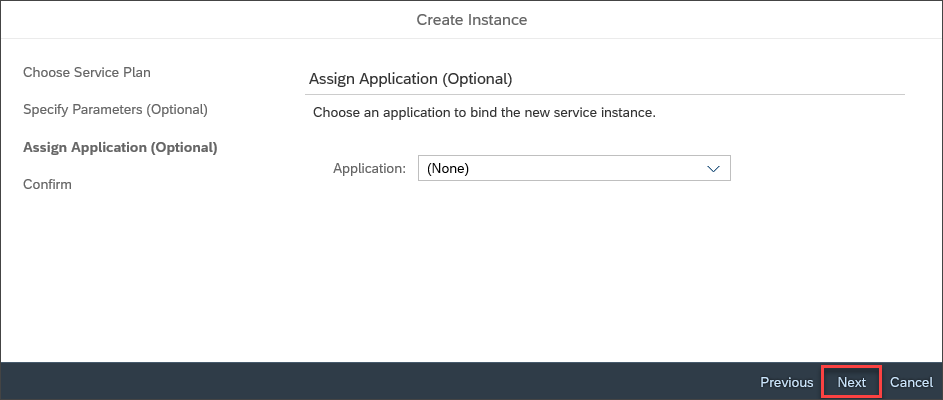 Create Instance
Choose Service Plan
Specify Parameters (Optional)
Assign Application (Optional)
Confirm
Assign Application (Optional)
Choose an application to bind the new service instance.
Application: (None)
Previous Next Cancel